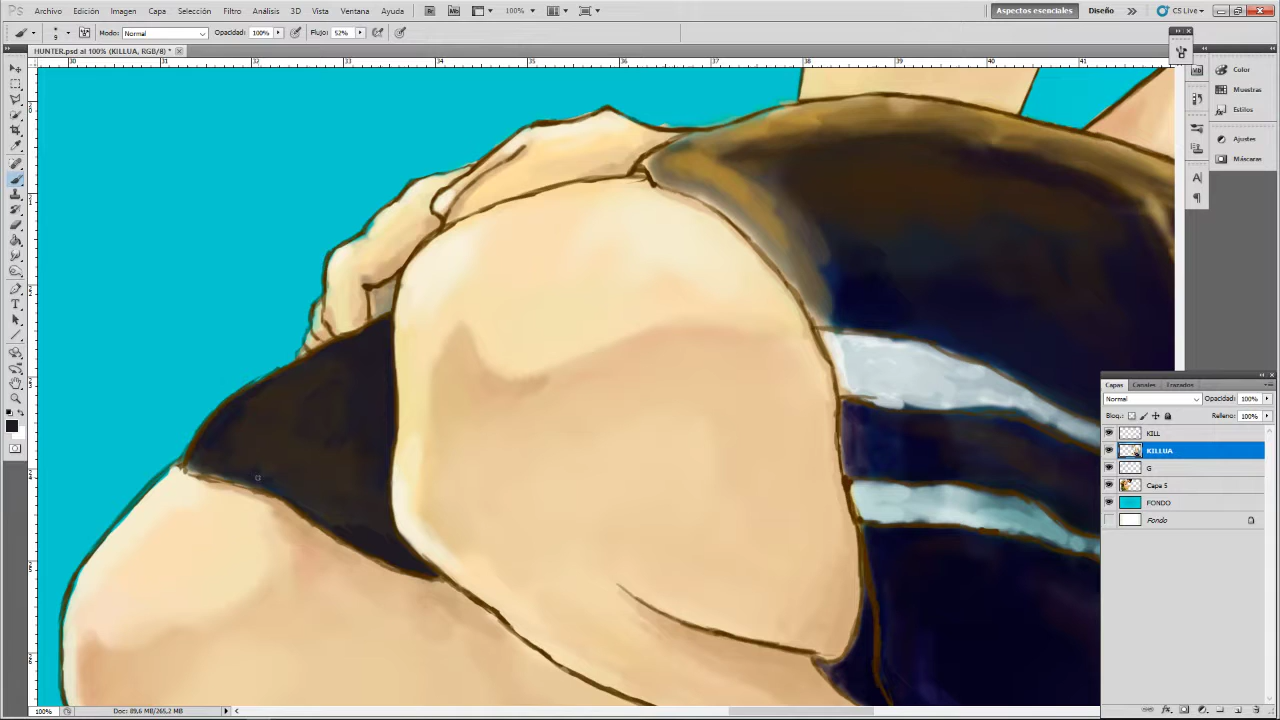 Ps Archivo Edición Imagen Capa Selección Filtro Análisis 3D Vista Ventana Ayuda Br Mb 100% Aspectos esenciales Diseño CS Live
Modo: Normal Opacidad: 100% Flujo: 52%
HUNTER.psd al 100% (KILLUA, RGB/8) *
30 31 32 33 34 35 36 37 38 39 40 41
Color
Muestras
Estilos
Ajustes
Máscaras
Capas Canales Trazados
Normal Opacidad: 100%
Bloq.: Relleno: 100%
KILL
KILLUA
G
Capa 5
FONDO
Fondo
100% Doc: 89,6 MB/265,2 MB